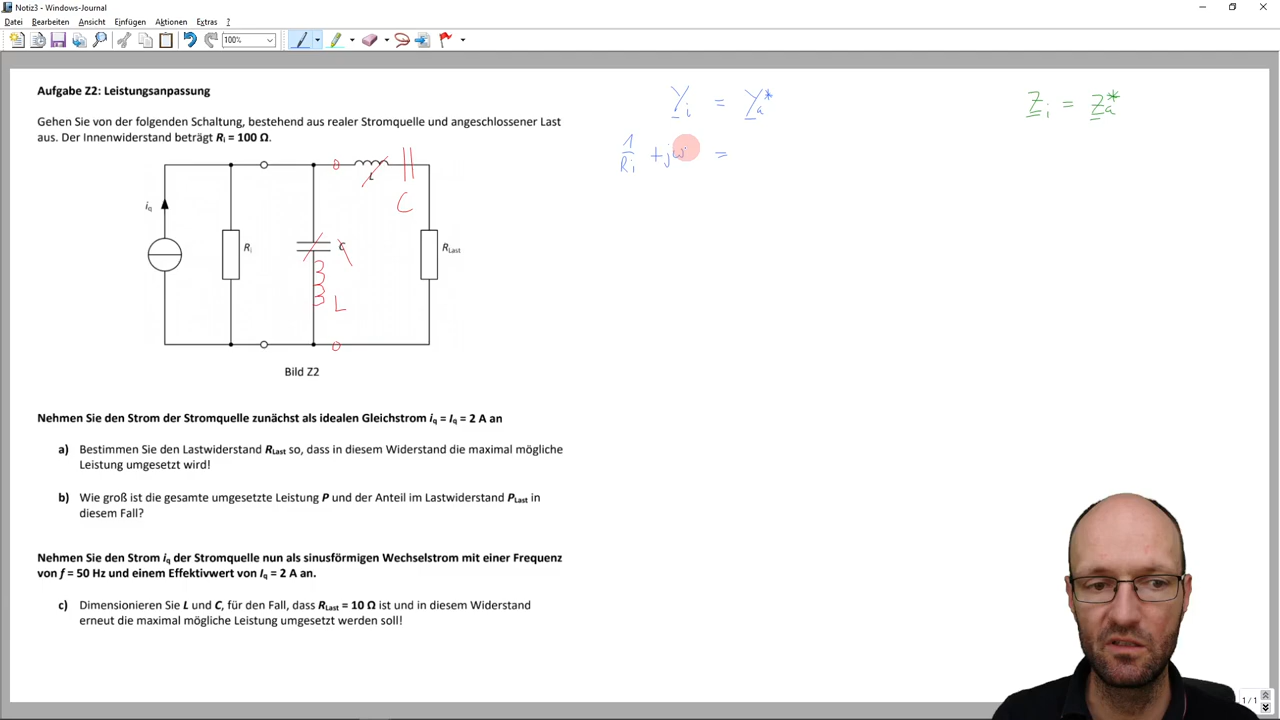 Notiz3 - Windows-Journal
Datei Bearbeiten Ansicht Einfügen Aktionen Extras ?
100%
Aufgabe Z2: Leistungsanpassung
Gehen Sie von der folgenden Schaltung, bestehend aus realer Stromquelle und angeschlossener Last
aus. Der Innenwiderstand beträgt Ri = 100 Ω.
Y̲i = Y̲a*
Z̲i = Z̲a*
1/Ri + jω =
L
C
iq
Ri
C
RLast
L
Bild Z2
Nehmen Sie den Strom der Stromquelle zunächst als idealen Gleichstrom iq = Iq = 2 A an
a) Bestimmen Sie den Lastwiderstand RLast so, dass in diesem Widerstand die maximal mögliche
Leistung umgesetzt wird!
b) Wie groß ist die gesamte umgesetzte Leistung P und der Anteil im Lastwiderstand PLast in
diesem Fall?
Nehmen Sie den Strom iq der Stromquelle nun als sinusförmigen Wechselstrom mit einer Frequenz
von f = 50 Hz und einem Effektivwert von Iq = 2 A an.
c) Dimensionieren Sie L und C, für den Fall, dass RLast = 10 Ω ist und in diesem Widerstand
erneut die maximal mögliche Leistung umgesetzt werden soll!
1/1